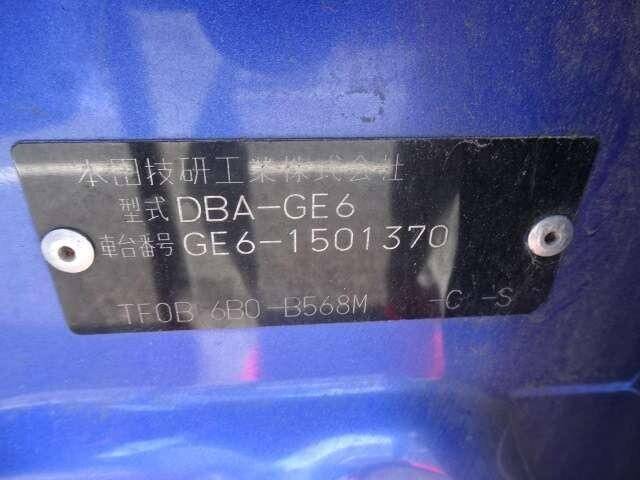 本田技研工業株式会社
型式 DBA-GE6
車台番号 GE6-1501370
TF0B 6B0-B568M -C -S